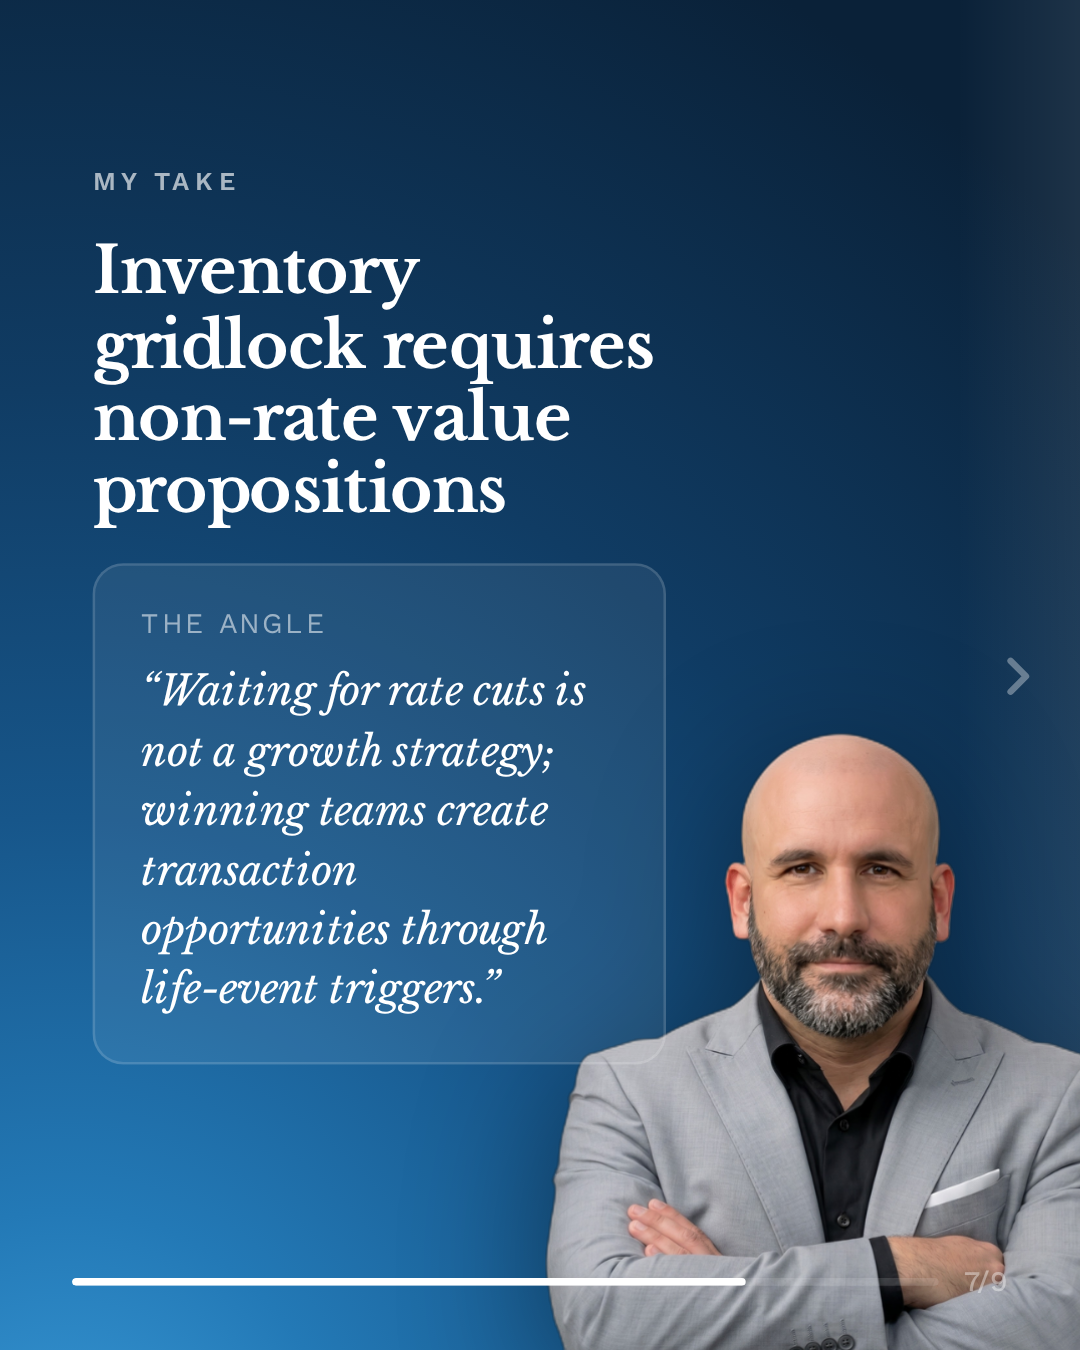 MY TAKE
Inventory
gridlock requires
non-rate value
propositions
THE ANGLE
“Waiting for rate cuts is
not a growth strategy;
winning teams create
transaction
opportunities through
life-event triggers.”
7/9